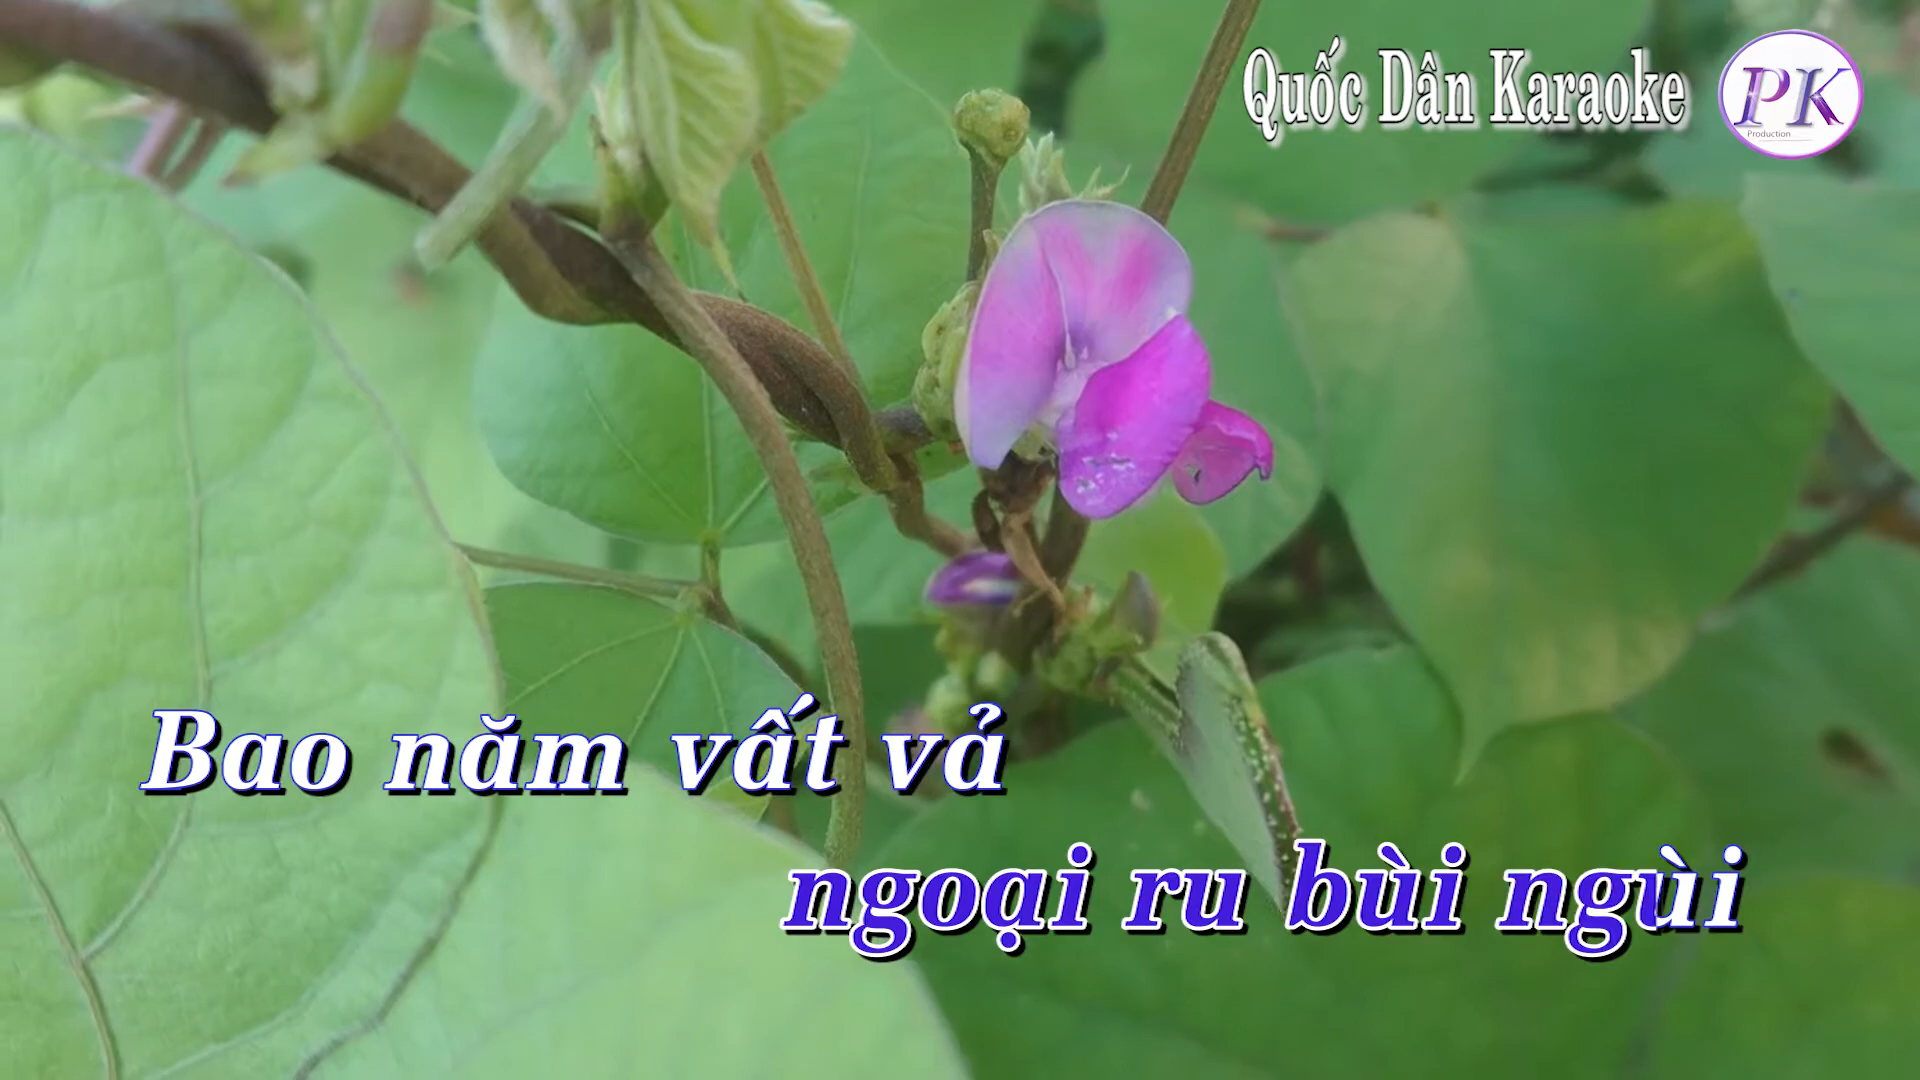 Quốc Dân Karaoke
PK
Production
Bao năm vất vả
ngoại ru bùi ngùi